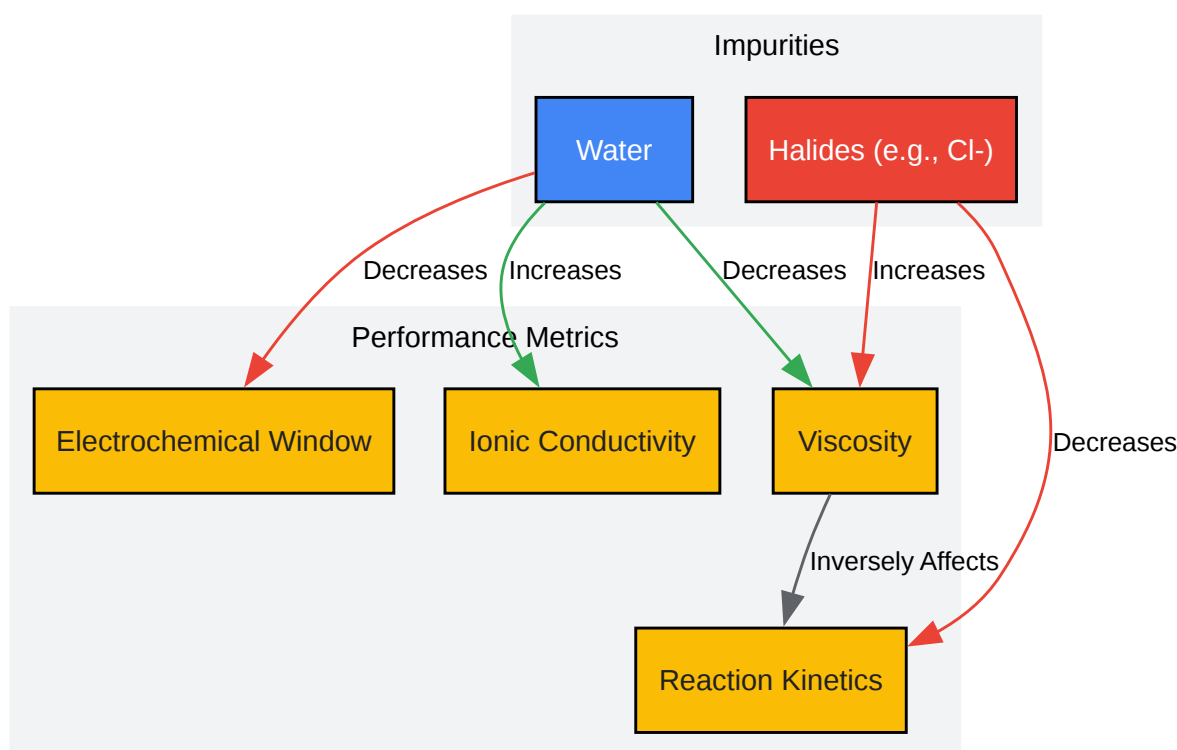 Impurities
Water
Halides (e.g., Cl-)
Decreases
Increases
Decreases
Increases
Performance Metrics
Electrochemical Window
Ionic Conductivity
Viscosity
Decreases
Inversely Affects
Reaction Kinetics